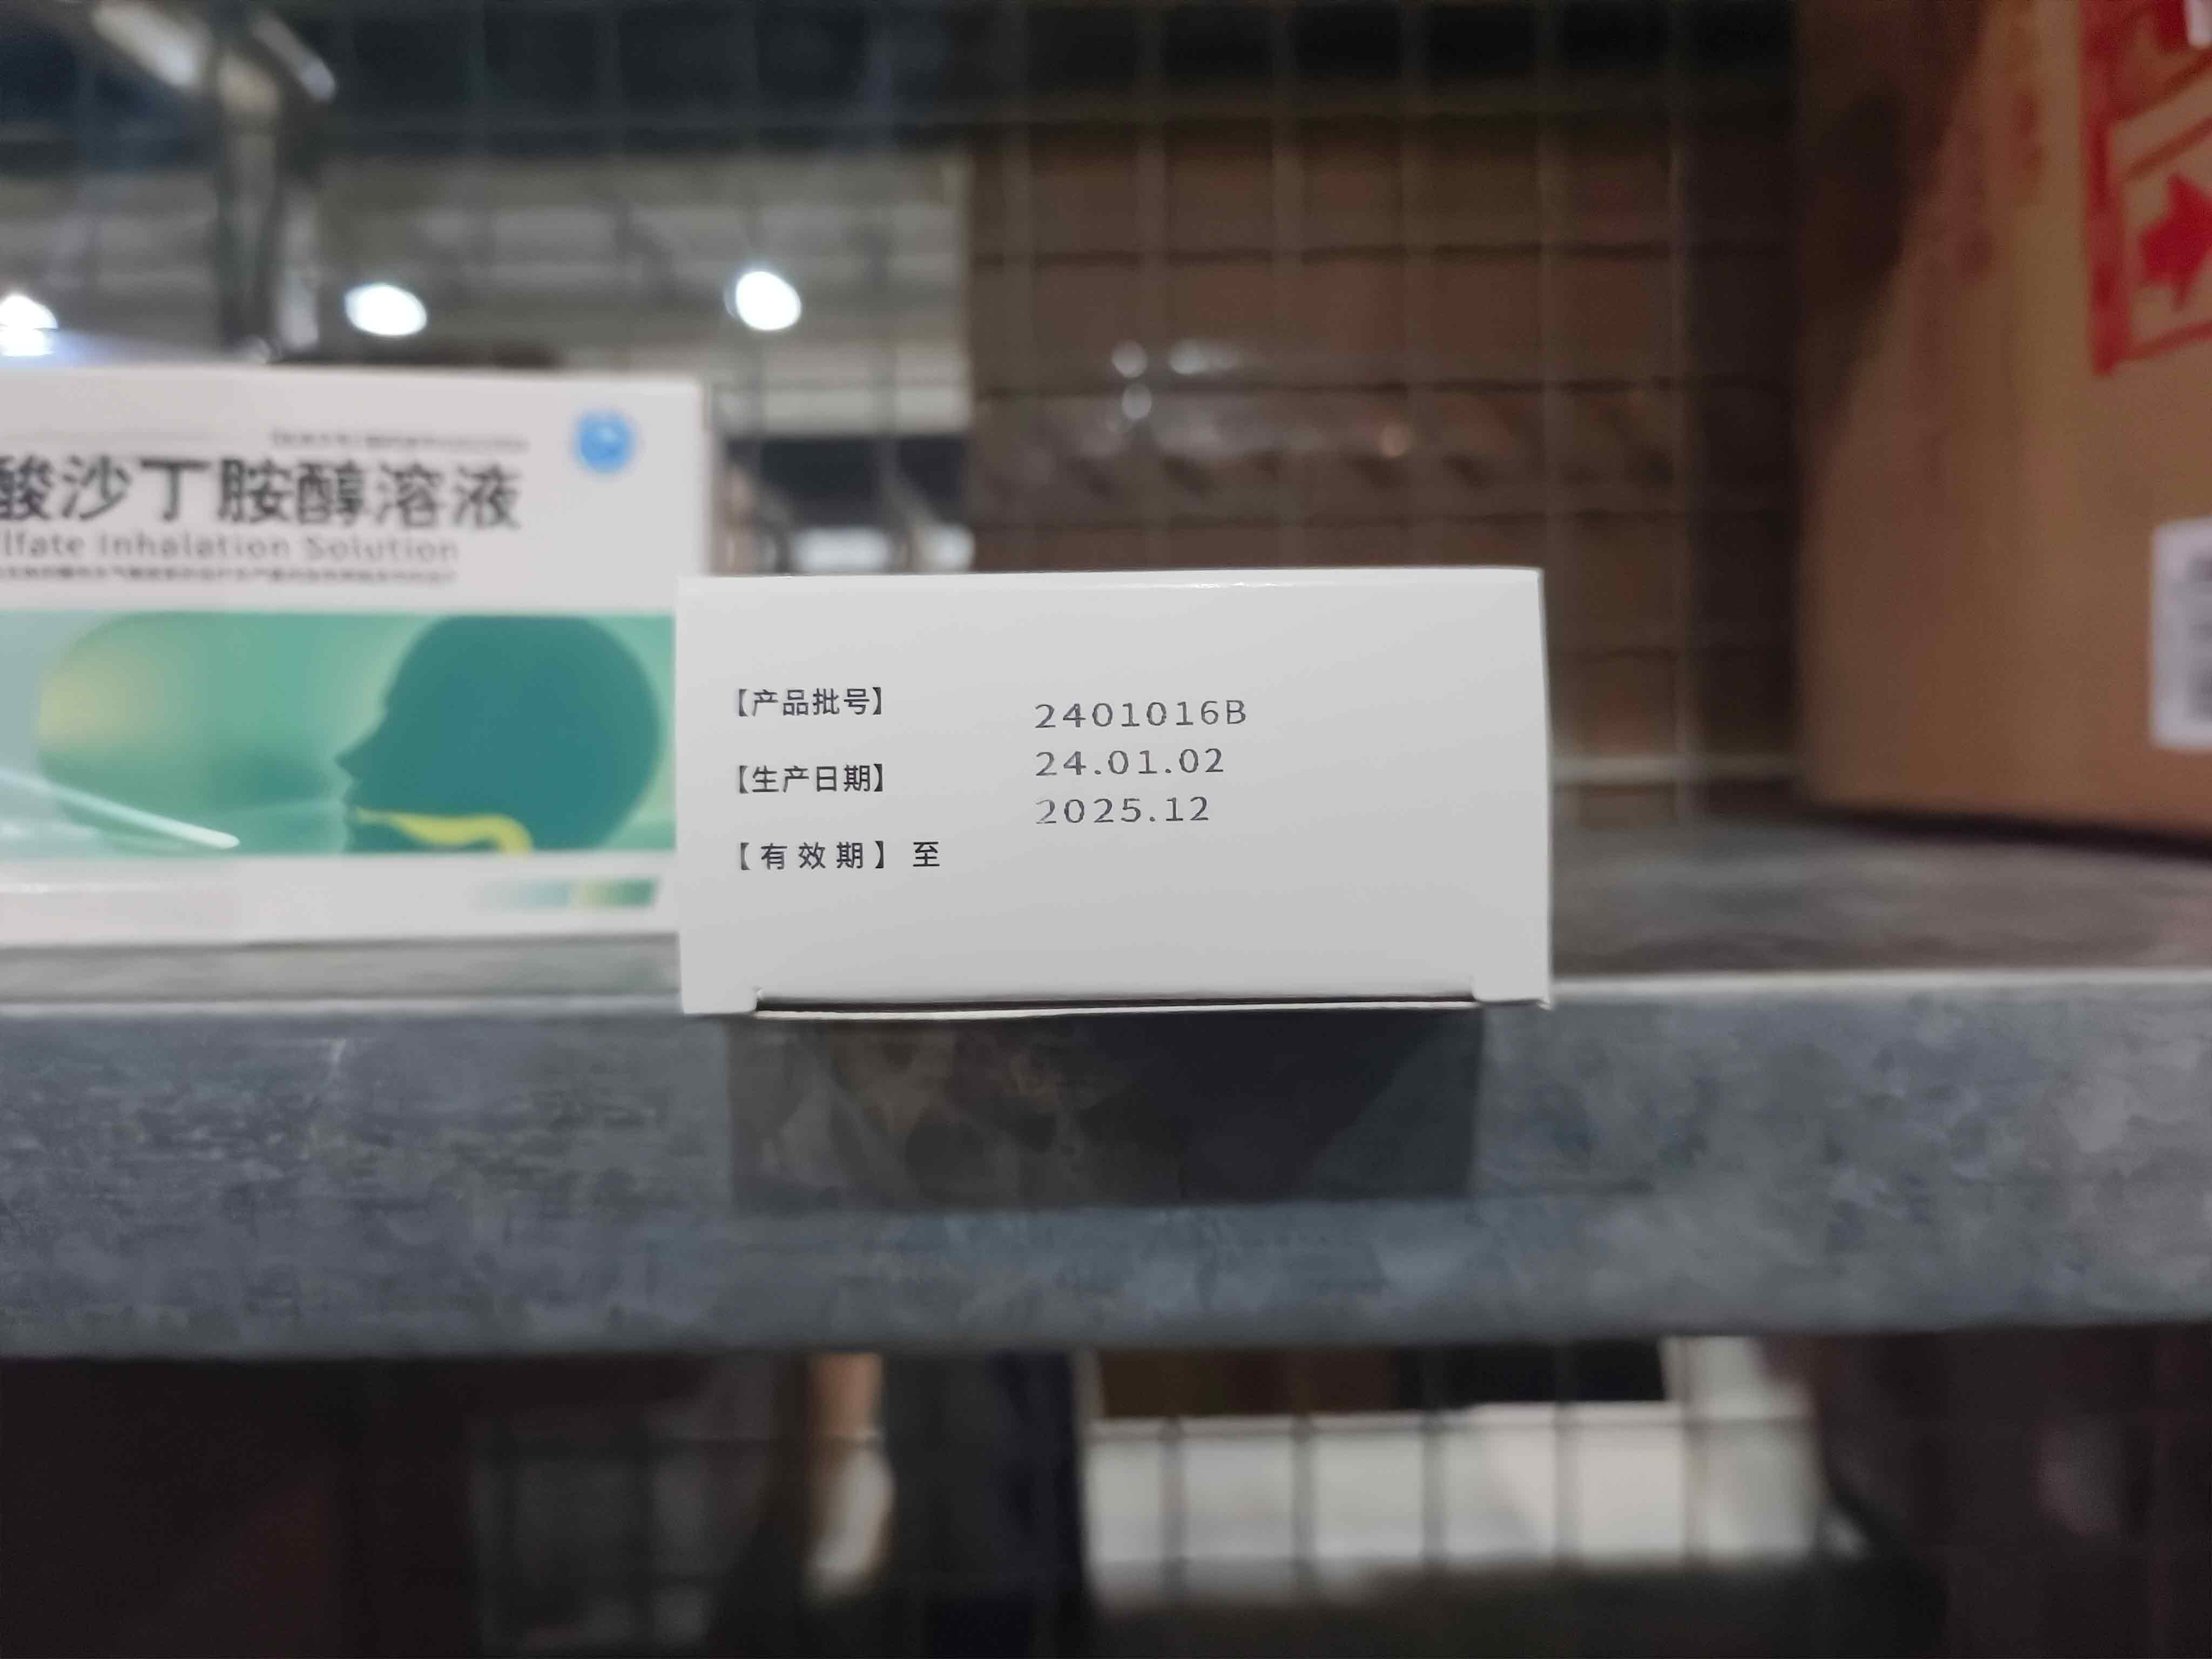 酸沙丁胺醇溶液
lfate Inhalation Solution
【产品批号】 2401016B
【生产日期】 24.01.02
2025.12
【有效期】至